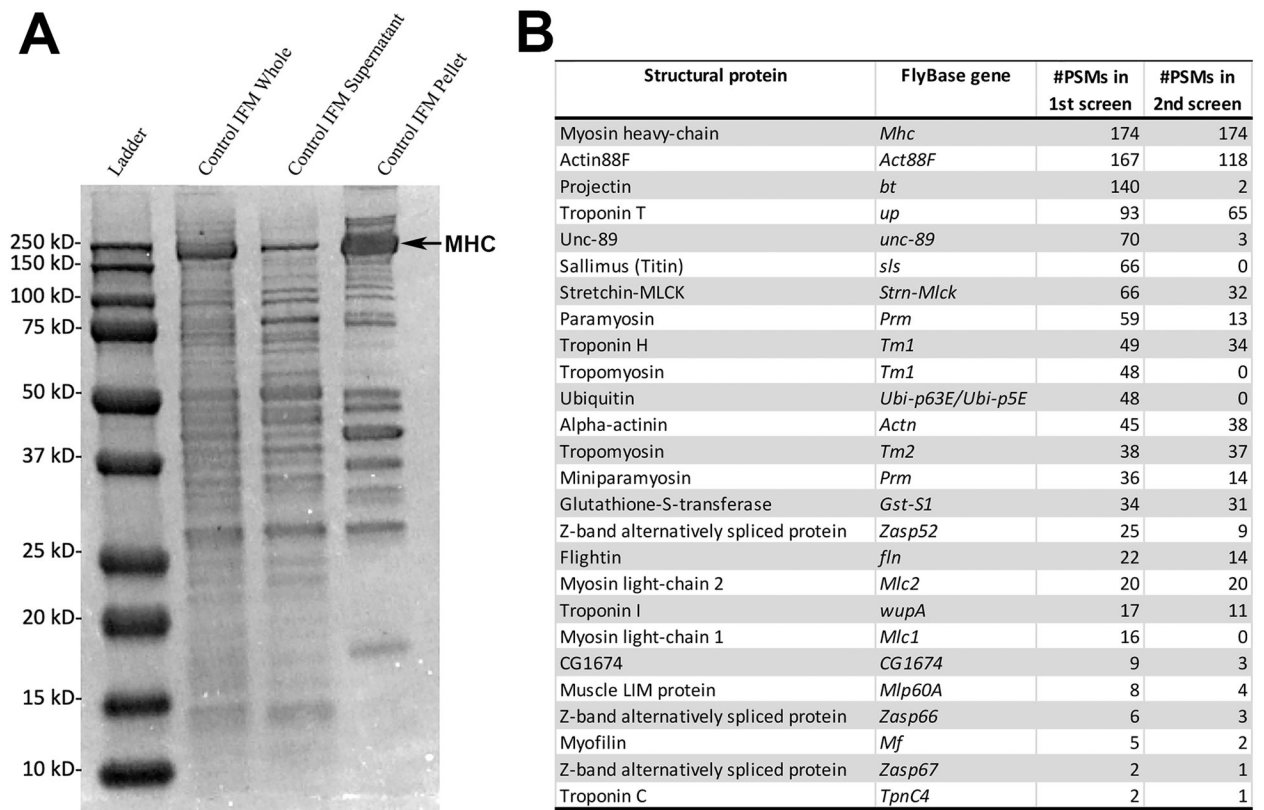 A
Ladder
Control IFM Whole
Control IFM Supernatant
Control IFM Pellet
250 kD-
150 kD-
100 kD-
75 kD-
50 kD-
37 kD-
25 kD-
20 kD-
15 kD-
10 kD-
MHC
B
Structural protein FlyBase gene #PSMs in 1st screen #PSMs in 2nd screen
Myosin heavy-chain Mhc 174 174
Actin88F Act88F 167 118
Projectin bt 140 2
Troponin T up 93 65
Unc-89 unc-89 70 3
Sallimus (Titin) sls 66 0
Stretchin-MLCK Strn-Mlck 66 32
Paramyosin Prm 59 13
Troponin H Tm1 49 34
Tropomyosin Tm1 48 0
Ubiquitin Ubi-p63E/Ubi-p5E 48 0
Alpha-actinin Actn 45 38
Tropomyosin Tm2 38 37
Miniparamyosin Prm 36 14
Glutathione-S-transferase Gst-S1 34 31
Z-band alternatively spliced protein Zasp52 25 9
Flightin fln 22 14
Myosin light-chain 2 Mlc2 20 20
Troponin I wupA 17 11
Myosin light-chain 1 Mlc1 16 0
CG1674 CG1674 9 3
Muscle LIM protein Mlp60A 8 4
Z-band alternatively spliced protein Zasp66 6 3
Myofilin Mf 5 2
Z-band alternatively spliced protein Zasp67 2 1
Troponin C TpnC4 2 1